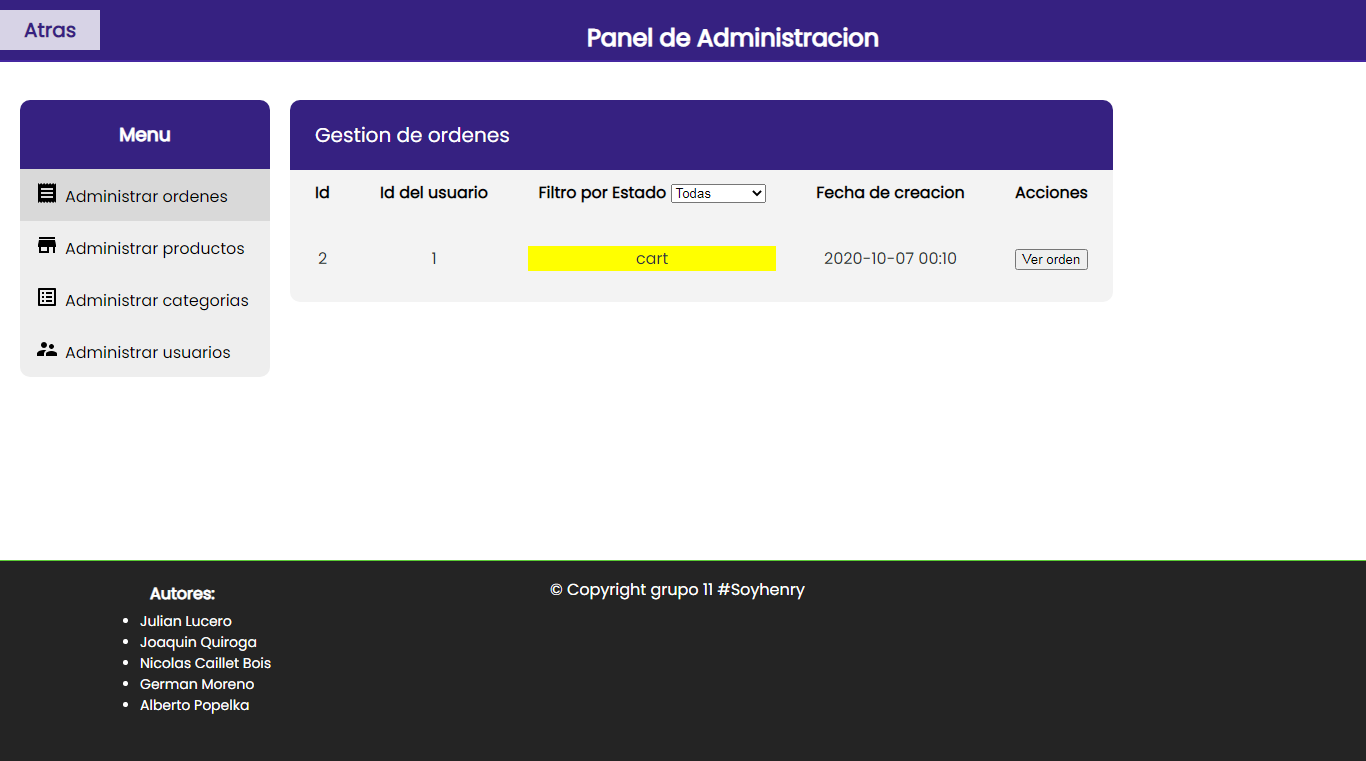 Atras
Panel de Administracion
Menu
Administrar ordenes
Administrar productos
Administrar categorias
Administrar usuarios
Gestion de ordenes
Id Id del usuario Filtro por Estado Todas Fecha de creacion Acciones
2 1 cart 2020-10-07 00:10 Ver orden
Autores:
Julian Lucero
Joaquin Quiroga
Nicolas Caillet Bois
German Moreno
Alberto Popelka
© Copyright grupo 11 #Soyhenry